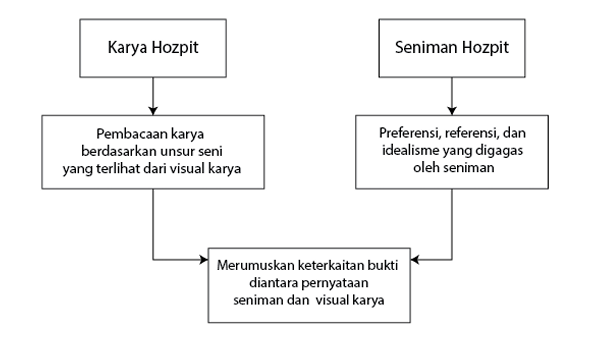 Karya Hozpit
Seniman Hozpit
Pembacaan karya
berdasarkan unsur seni
yang terlihat dari visual karya
Preferensi, referensi, dan
idealisme yang digagas
oleh seniman
Merumuskan keterkaitan bukti
diantara pernyataan
seniman dan visual karya